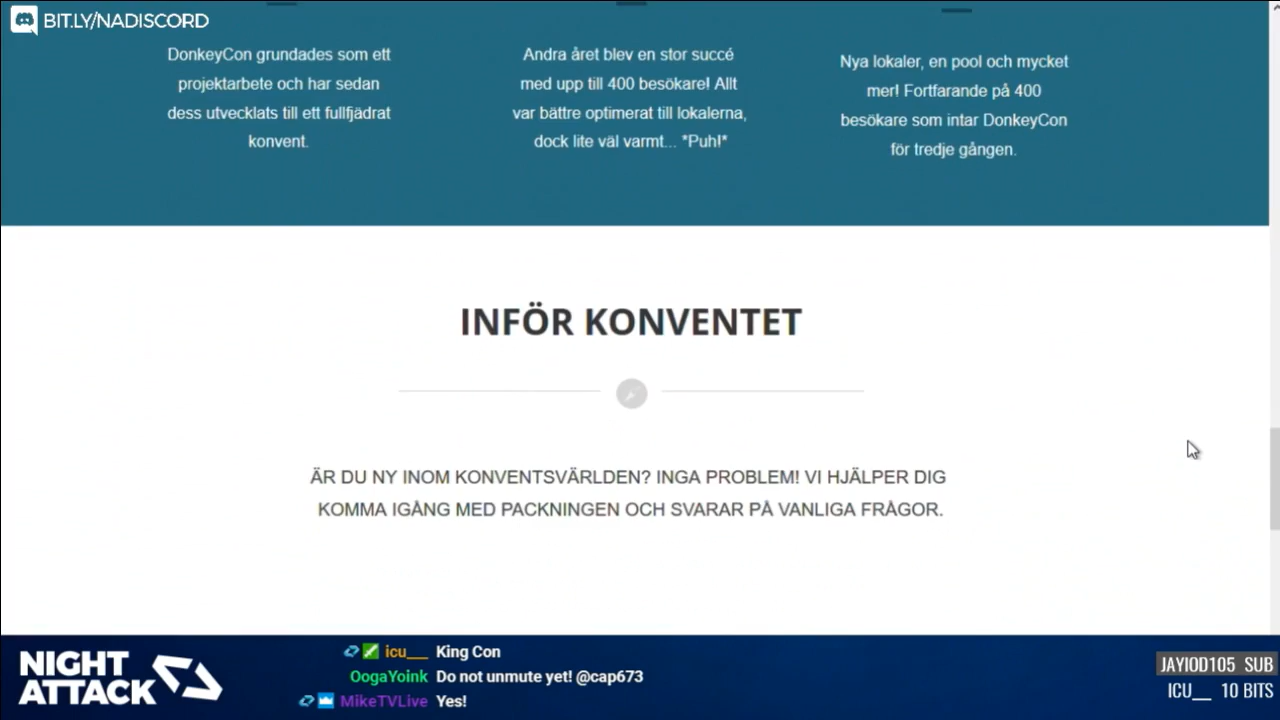 BIT.LY/NADISCORD
DonkeyCon grundades som ett
projektarbete och har sedan
dess utvecklats till ett fullfjädrat
konvent.
Andra året blev en stor succé
med upp till 400 besökare! Allt
var bättre optimerat till lokalerna,
dock lite väl varmt... *Puh!*
Nya lokaler, en pool och mycket
mer! Fortfarande på 400
besökare som intar DonkeyCon
för tredje gången.
INFÖR KONVENTET
ÄR DU NY INOM KONVENTSVÄRLDEN? INGA PROBLEM! VI HJÄLPER DIG
KOMMA IGÅNG MED PACKNINGEN OCH SVARAR PÅ VANLIGA FRÅGOR.
NIGHT
ATTACK
icu__ King Con
OogaYoink Do not unmute yet! @cap673
MikeTVLive Yes!
JAYIOD105 SUB
ICU__ 10 BITS